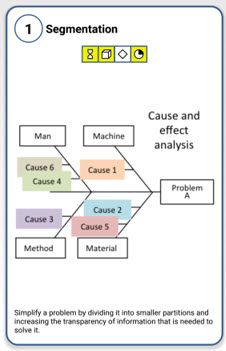 1 Segmentation
Cause and
effect
analysis
Man
Machine
Cause 6
Cause 1
Cause 4
Problem
A
Cause 2
Cause 3
Cause 5
Method
Material
Simplify a problem by dividing it into smaller partitions and
increasing the transparency of information that is needed to
solve it.